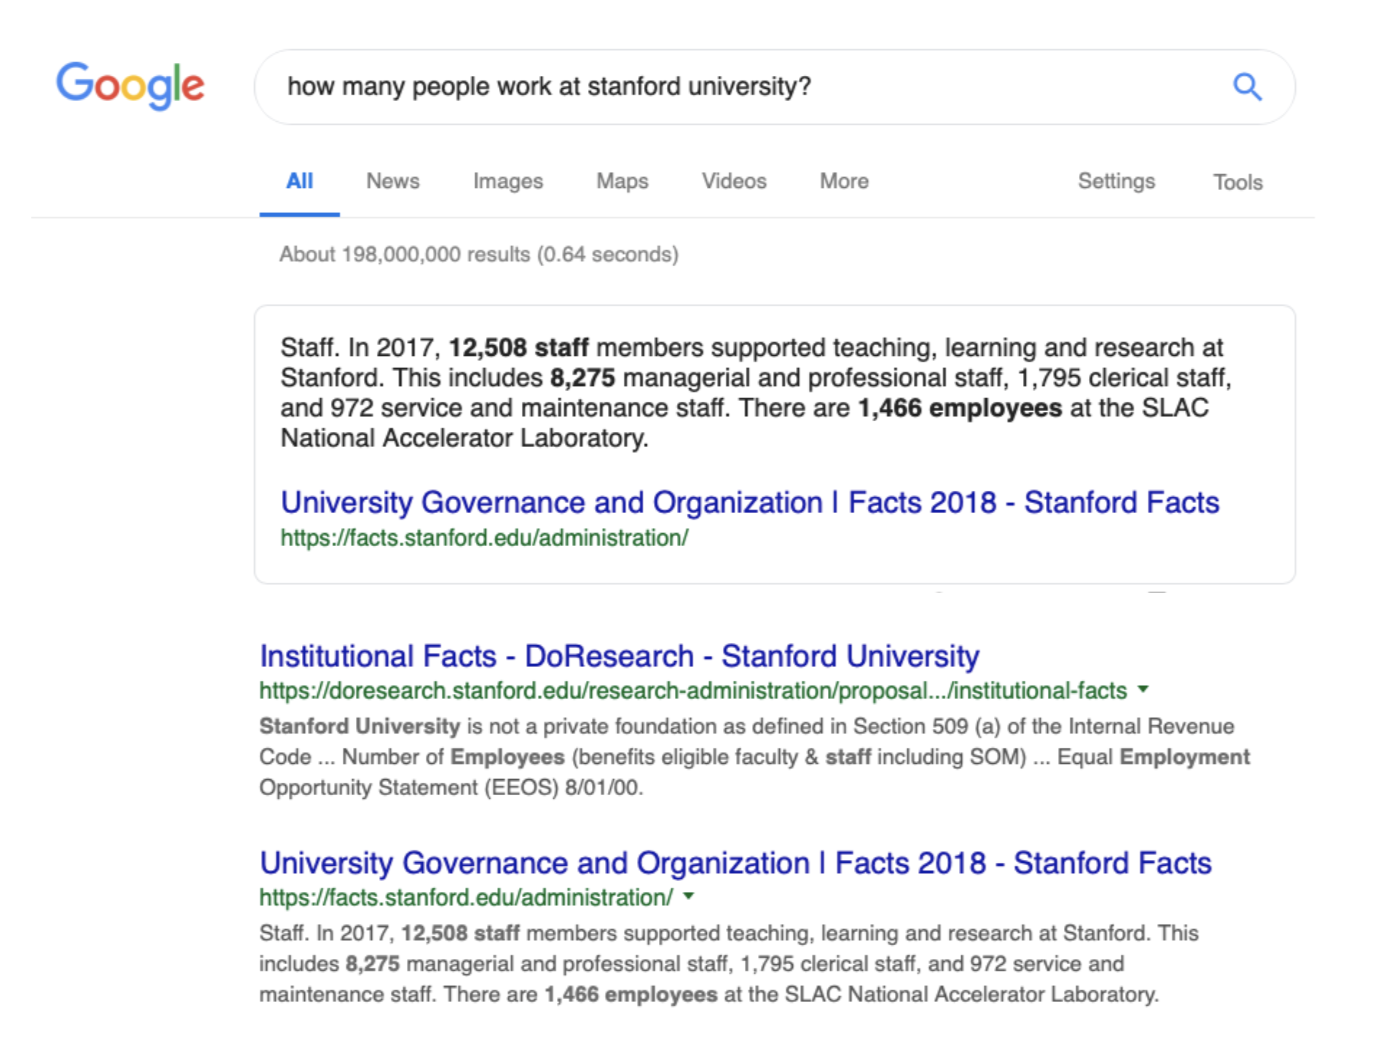 Google
how many people work at stanford university?
All News Images Maps Videos More Settings Tools
About 198,000,000 results (0.64 seconds)
Staff. In 2017, 12,508 staff members supported teaching, learning and research at
Stanford. This includes 8,275 managerial and professional staff, 1,795 clerical staff,
and 972 service and maintenance staff. There are 1,466 employees at the SLAC
National Accelerator Laboratory.
University Governance and Organization | Facts 2018 - Stanford Facts
https://facts.stanford.edu/administration/
Institutional Facts - DoResearch - Stanford University
https://doresearch.stanford.edu/research-administration/proposal.../institutional-facts
Stanford University is not a private foundation as defined in Section 509 (a) of the Internal Revenue
Code ... Number of Employees (benefits eligible faculty & staff including SOM) ... Equal Employment
Opportunity Statement (EEOS) 8/01/00.
University Governance and Organization | Facts 2018 - Stanford Facts
https://facts.stanford.edu/administration/
Staff. In 2017, 12,508 staff members supported teaching, learning and research at Stanford. This
includes 8,275 managerial and professional staff, 1,795 clerical staff, and 972 service and
maintenance staff. There are 1,466 employees at the SLAC National Accelerator Laboratory.